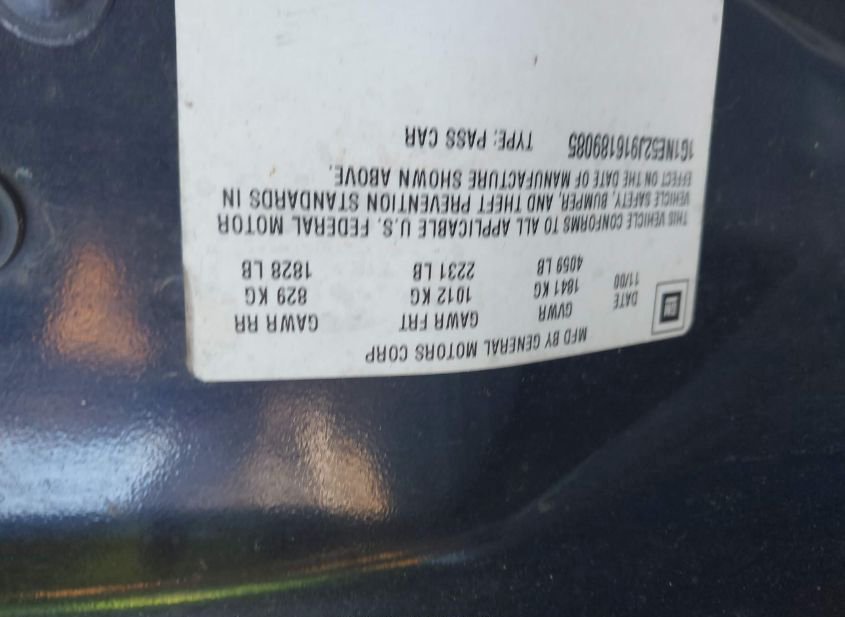 MFD BY GENERAL MOTORS CORP
GM
DATE GVWR GAWR FRT GAWR RR
11/00 1841 KG 1012 KG 829 KG
4059 LB 2231 LB 1828 LB
THIS VEHICLE CONFORMS TO ALL APPLICABLE U.S. FEDERAL MOTOR
VEHICLE SAFETY, BUMPER, AND THEFT PREVENTION STANDARDS IN
EFFECT ON THE DATE OF MANUFACTURE SHOWN ABOVE.
1G1NE52J916189085 TYPE: PASS CAR